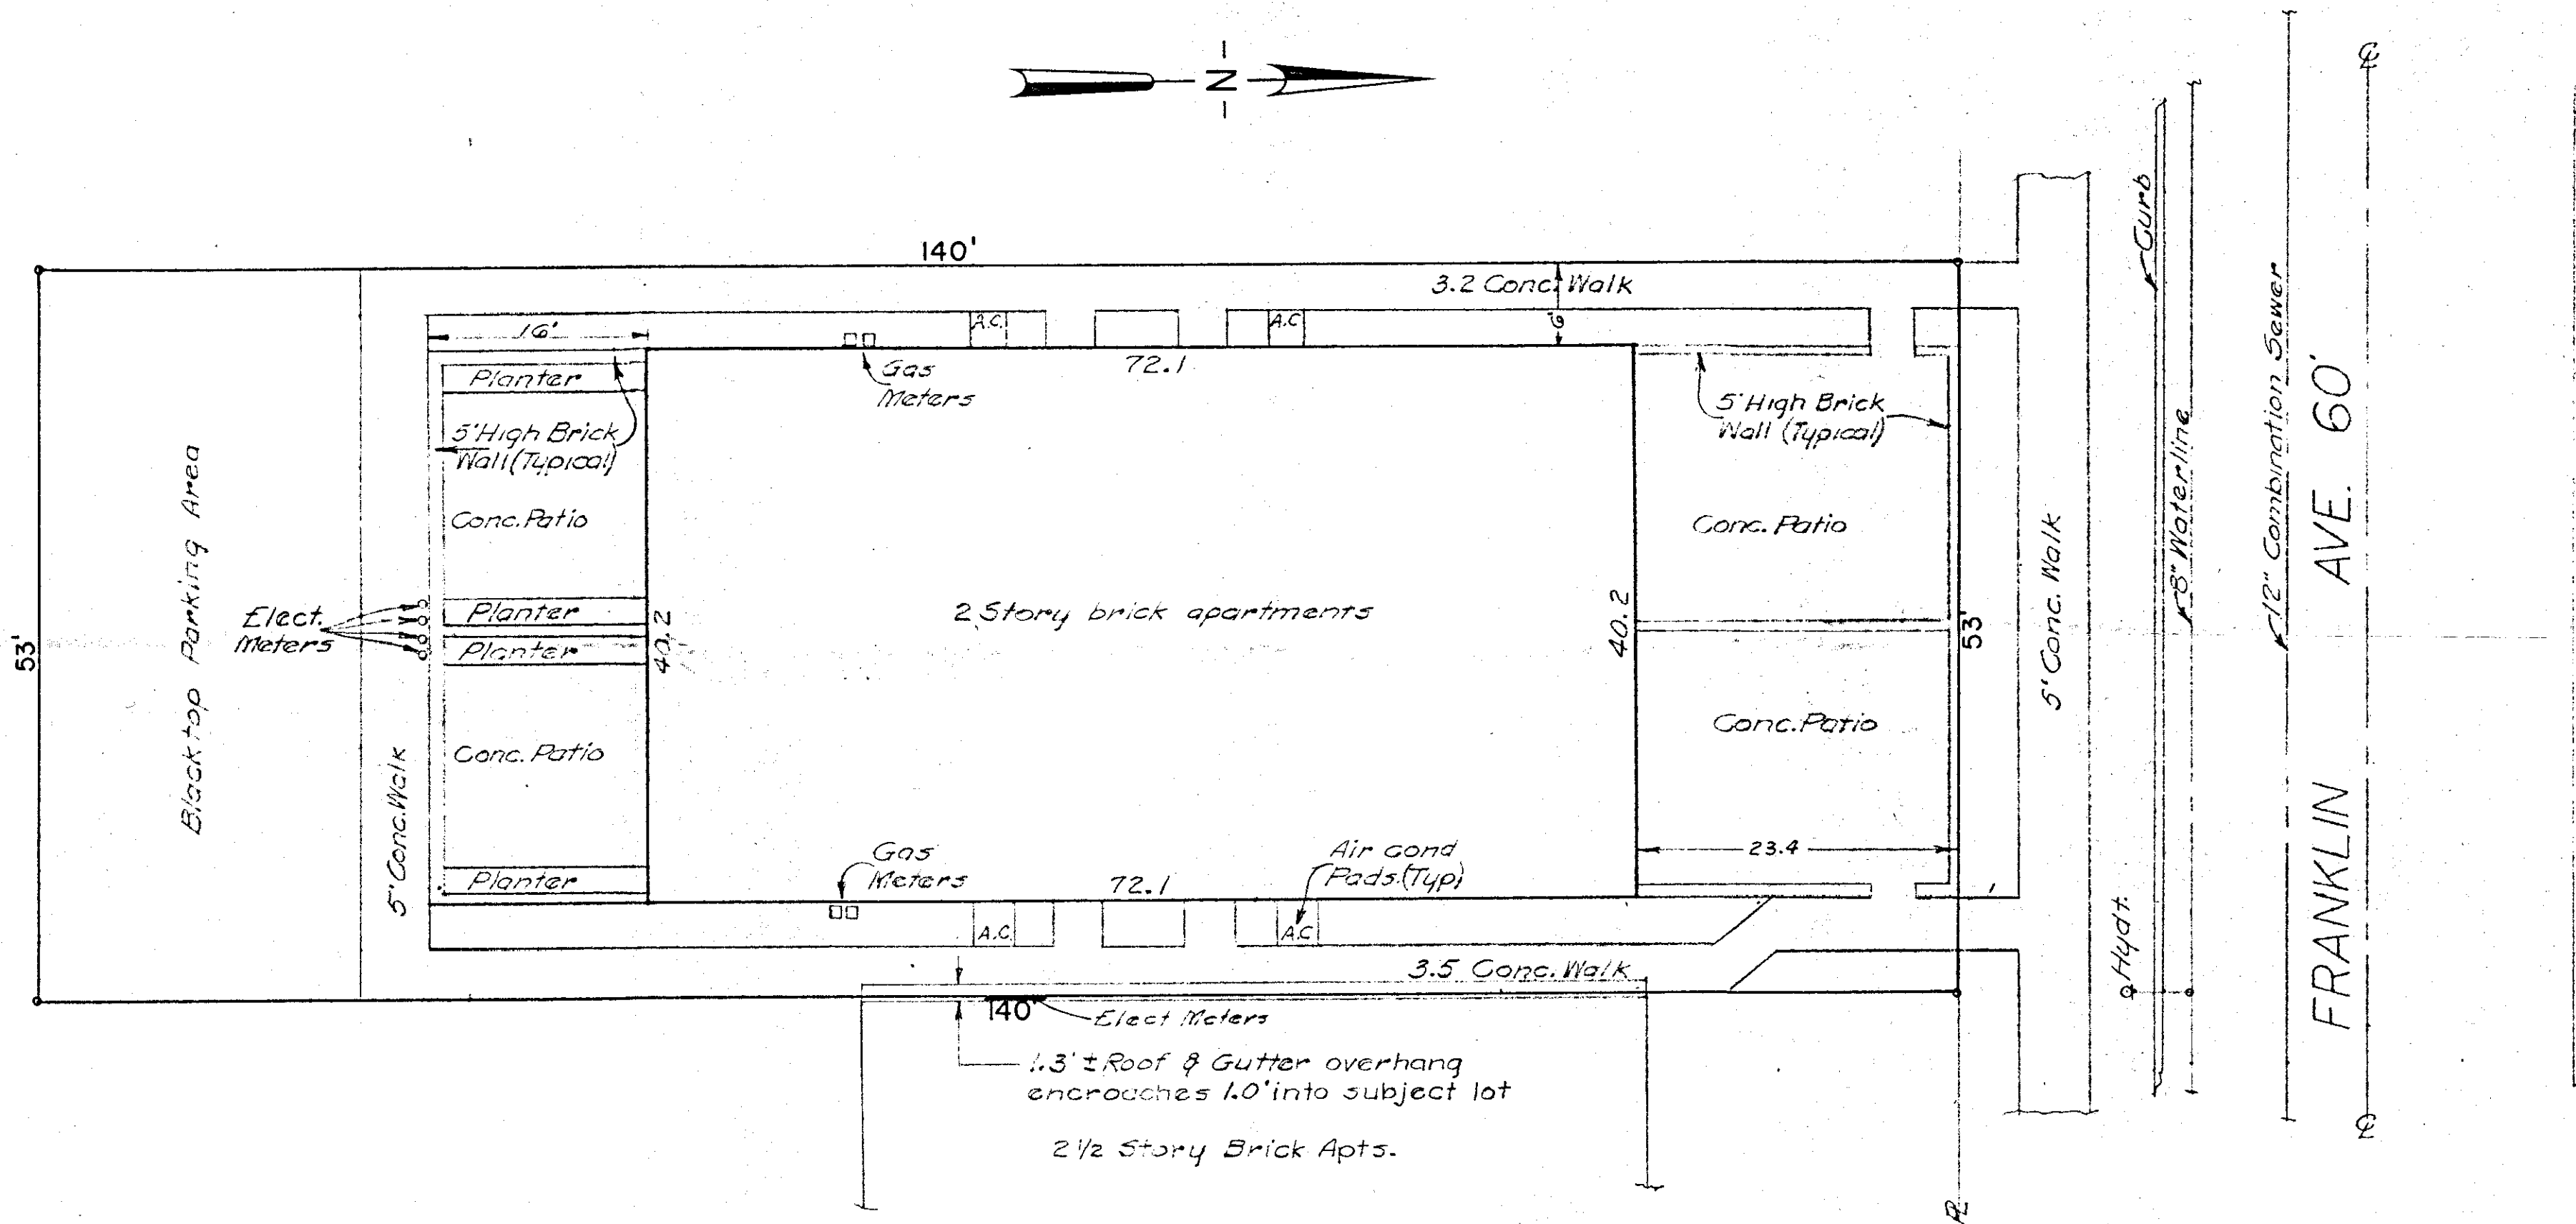 N
140'
3.2 Conc. Walk
16'
A.C.
A.C
6'
Planter
Gas
Meters
72.1
5' High Brick
Wall (Typical)
5' High Brick
Wall (Typical)
Conc. Patio
Conc. Patio
Blacktop Parking Area
53'
Elect.
Meters
Planter
Planter
40.2
2 Story brick apartments
40.2
53'
Conc. Patio
Conc. Patio
5' Conc. Walk
23.4
Planter
Gas
Meters
72.1
Air cond
Pads.(Typ)
A.C.
A.C
3.5 Conc. Walk
140'
Elect Meters
1.3' ± Roof & Gutter overhang
encroaches 1.0' into subject lot
2 1/2 Story Brick Apts.
5' Conc. Walk
Curb
8" Waterline
Hydt.
12" Combination Sewer
FRANKLIN AVE. 60'
℄
℄
PL